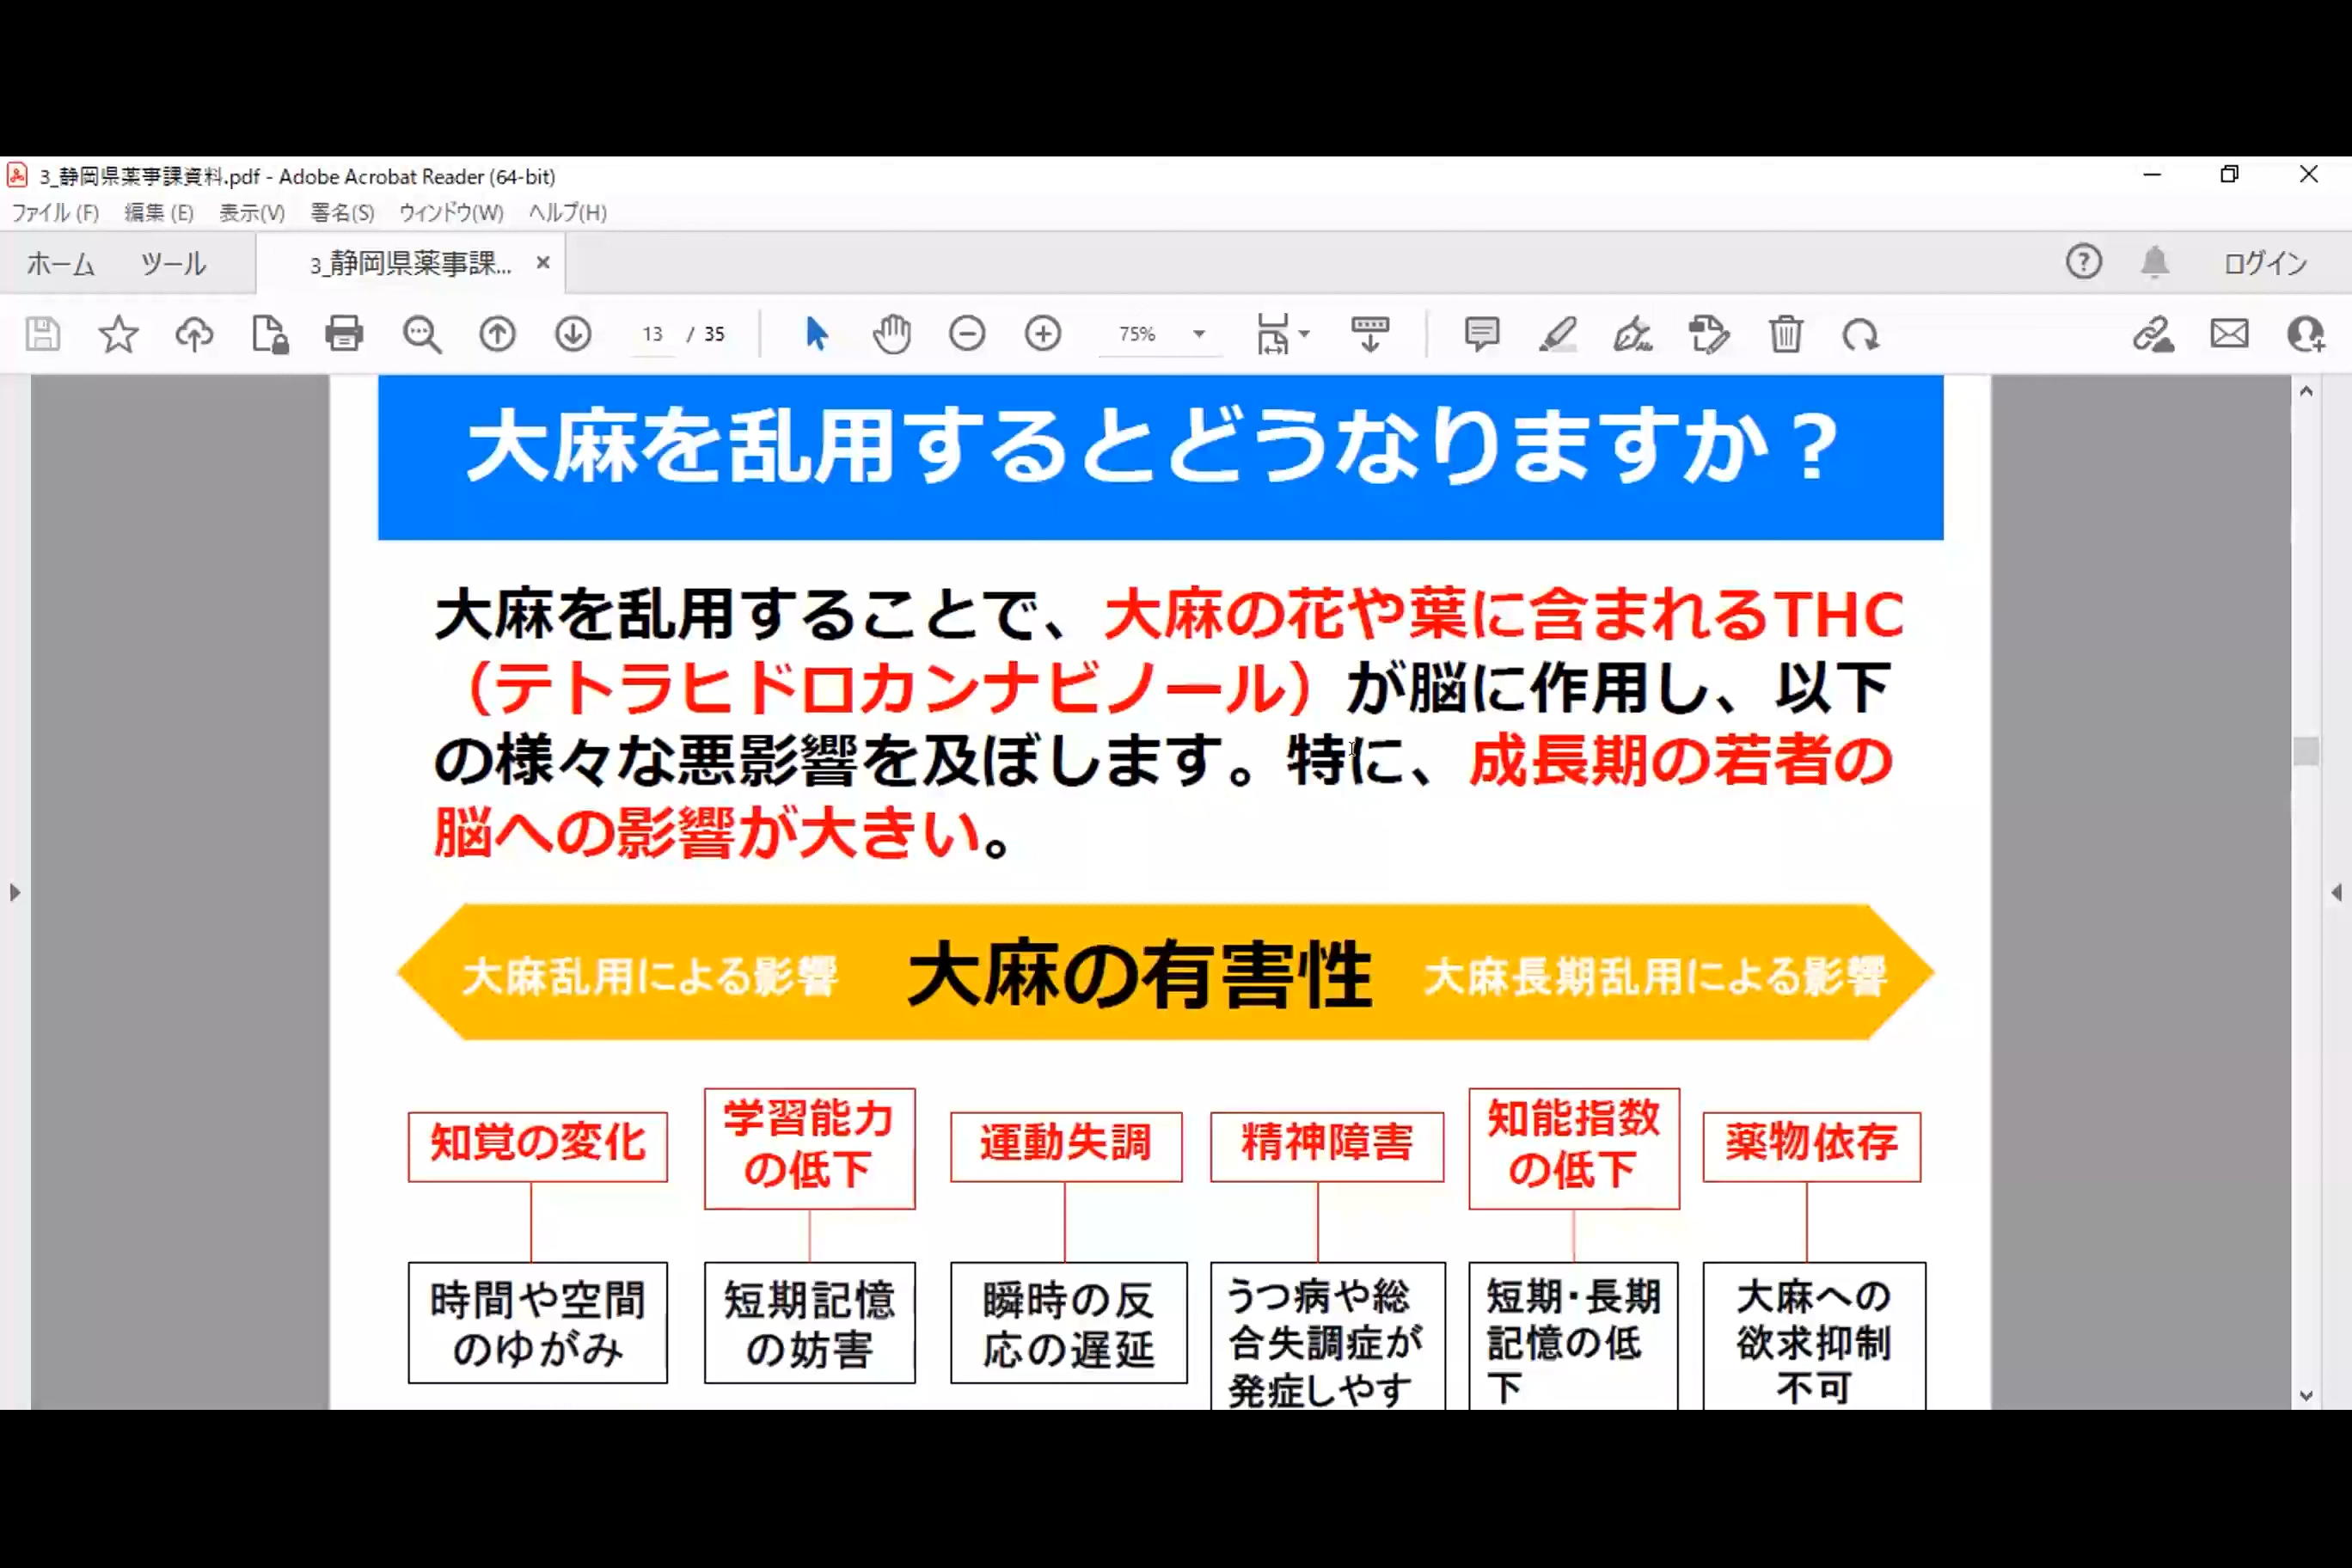 3_静岡県薬事課資料.pdf - Adobe Acrobat Reader (64-bit)
ファイル(F) 編集(E) 表示(V) 署名(S) ウィンドウ(W) ヘルプ(H)
ホーム ツール 3_静岡県薬事課... × ログイン
13 / 35 75%
大麻を乱用するとどうなりますか？
大麻を乱用することで、大麻の花や葉に含まれるTHC
（テトラヒドロカンナビノール）が脳に作用し、以下
の様々な悪影響を及ぼします。特に、成長期の若者の
脳への影響が大きい。
大麻乱用による影響 大麻の有害性 大麻長期乱用による影響
知覚の変化
時間や空間
のゆがみ
学習能力
の低下
短期記憶
の妨害
運動失調
瞬時の反
応の遅延
精神障害
うつ病や総
合失調症が
発症しやす
知能指数
の低下
短期・長期
記憶の低
下
薬物依存
大麻への
欲求抑制
不可